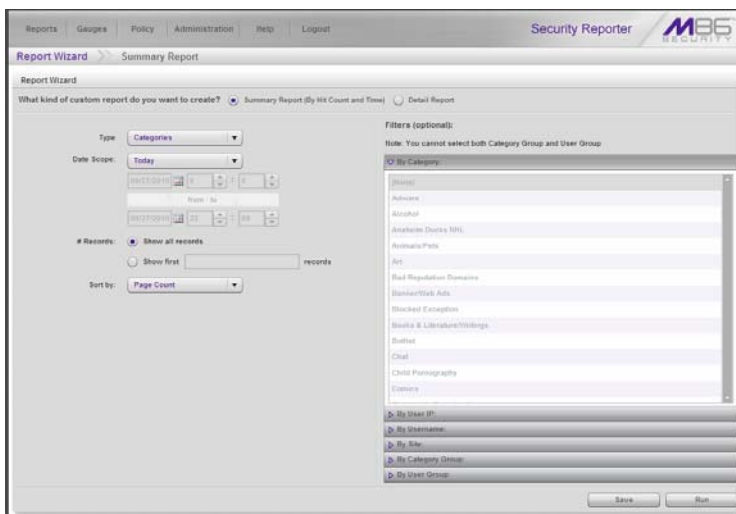 Reports Gauges Policy Administration Help Logout
Security Reporter
M86
SECURITY
Report Wizard Summary Report
Report Wizard
What kind of custom report do you want to create? Summary Report (By Hit Count and Time) Detail Report
Type Categories
Date Scope: Today
from / to
# Records: Show all records
Show first records
Sort by: Page Count
Filters (optional):
Note: You cannot select both Category Group and User Group
By Category:
Adware
Alcohol
Anaheim Ducks NHL
Animals/Pets
Art
Bad Reputation Domains
Banner/Web Ads
Blocked Exception
Books & Literature/Writings
BotNet
Chat
Child Pornography
Comics
By User IP:
By Username:
By Site:
By Category Group:
By User Group:
Save Run